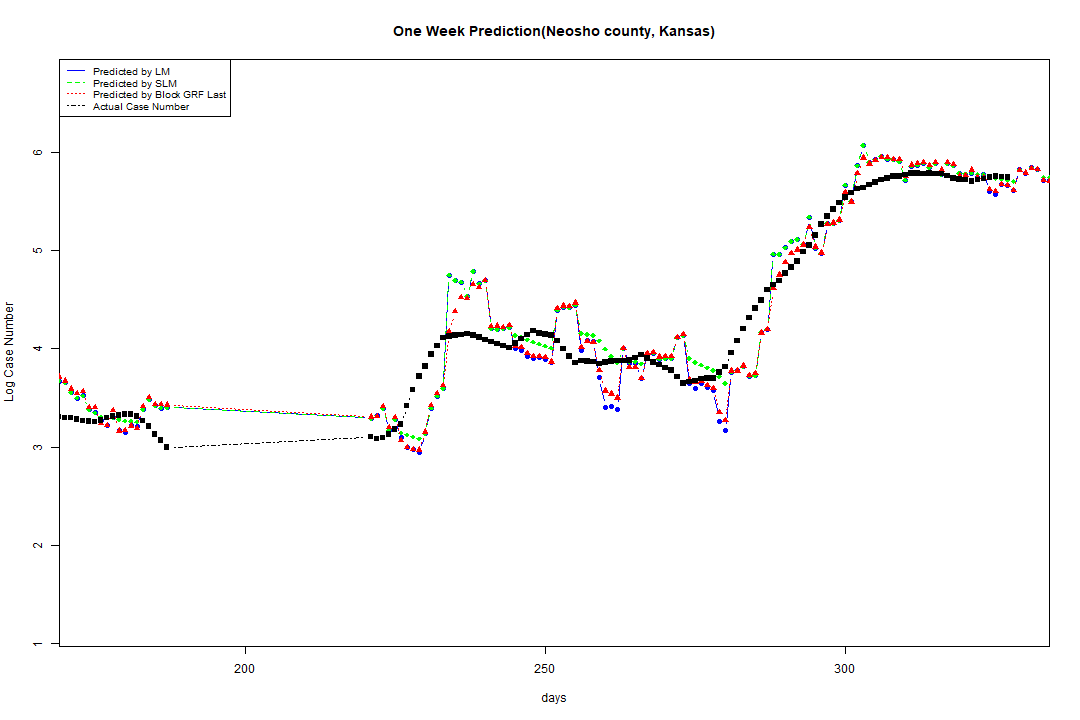 One Week Prediction(Neosho county, Kansas)
Predicted by LM
Predicted by SLM
Predicted by Block GRF Last
Actual Case Number
6
5
4
3
2
1
Log Case Number
200 250 300
days